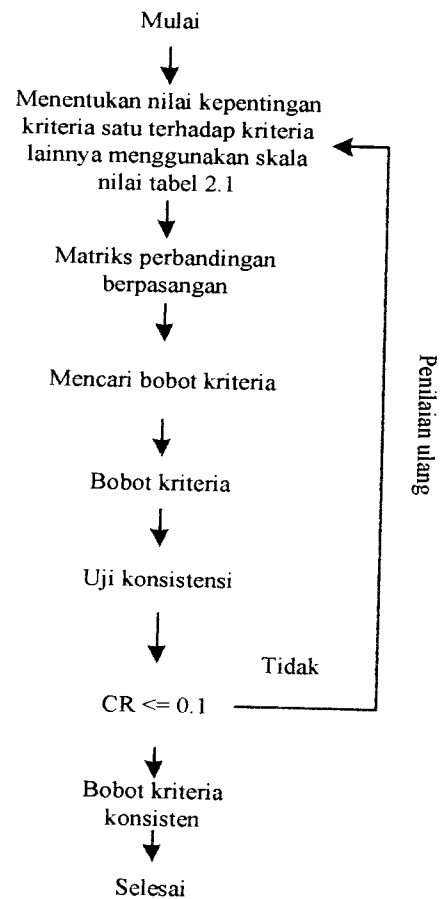 Mulai
Menentukan nilai kepentingan
kriteria satu terhadap kriteria
lainnya menggunakan skala
nilai tabel 2.1
Matriks perbandingan
berpasangan
Mencari bobot kriteria
Penilaian ulang
Bobot kriteria
Uji konsistensi
Tidak
CR <= 0.1
Bobot kriteria
konsisten
Selesai